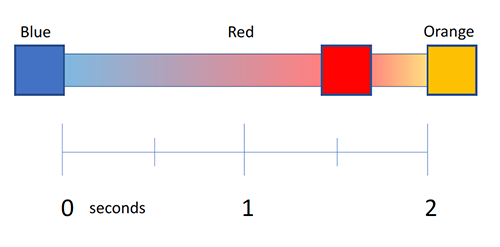 Blue Red Orange
0 seconds 1 2